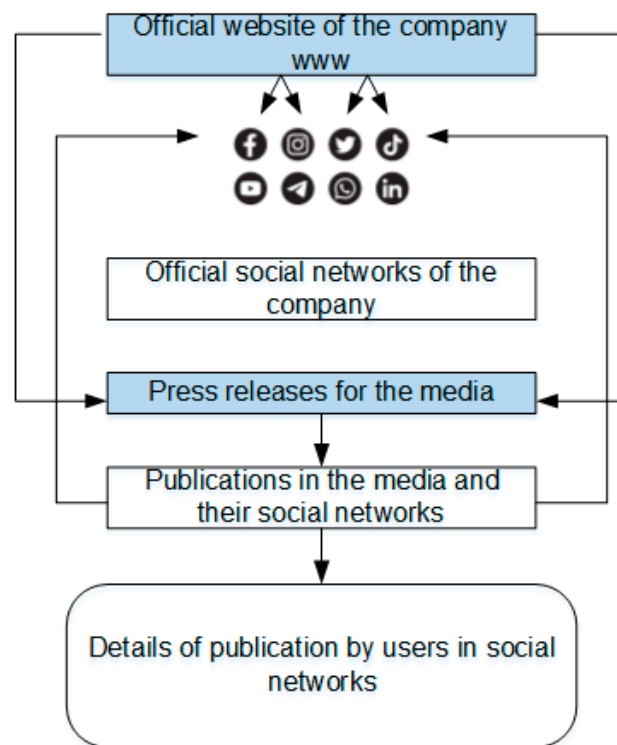 Official website of the company
www
Official social networks of the
company
Press releases for the media
Publications in the media and
their social networks
Details of publication by users in social
networks